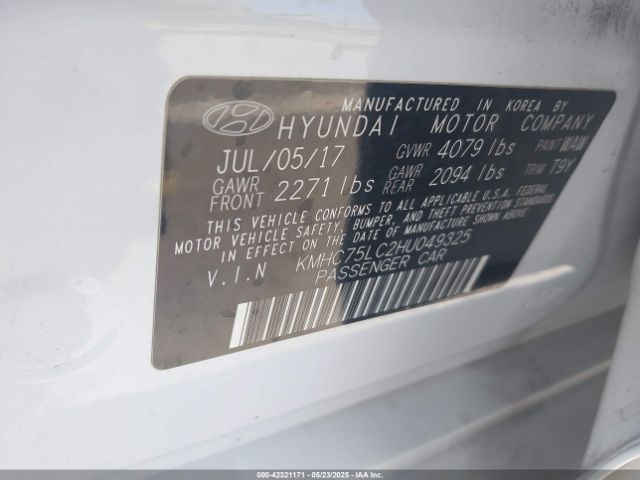 MANUFACTURED IN KOREA BY
HYUNDAI MOTOR COMPANY
JUL/05/17 GVWR 4079 lbs PAINT WAW
GAWR FRONT 2271 lbs GAWR REAR 2094 lbs TRIM T9Y
THIS VEHICLE CONFORMS TO ALL APPLICABLE U.S.A. FEDERAL
MOTOR VEHICLE SAFETY, BUMPER, AND THEFT PREVENTION
STANDARDS IN EFFECT ON THE DATE OF MANUFACTURE SHOWN ABOVE.
V.I.N KMHC75LC2HU049325
PASSENGER CAR
000-42321171 - 05/23/2025 - IAAI.COM